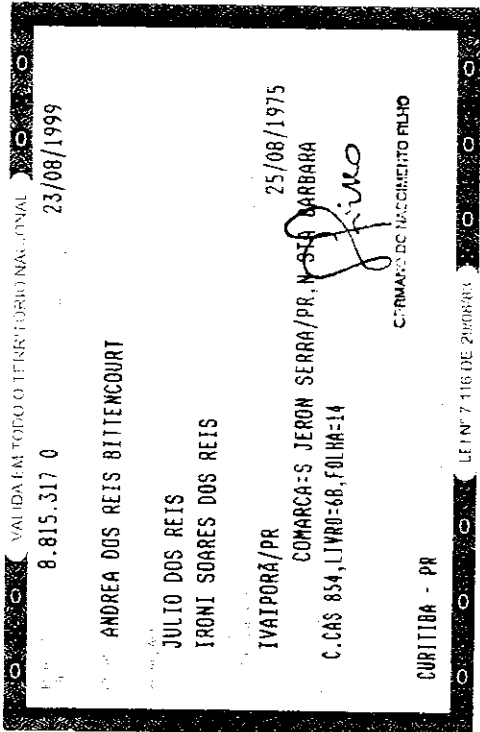 VALIDA EM TODO O TERRITÓRIO NACIONAL
8.815.317 0 23/08/1999
ANDREA DOS REIS BITTENCOURT
JULIO DOS REIS
IRONI SOARES DOS REIS
IVAIPORÃ/PR 25/08/1975
COMARCA=S JERON SERRA/PR, N STA BARBARA
C.CAS 854,LIVRO=6B,FOLHA=14
CURITIBA - PR
GERMANO DO NASCIMENTO FILHO
LEI Nº 7.116 DE 29/08/83